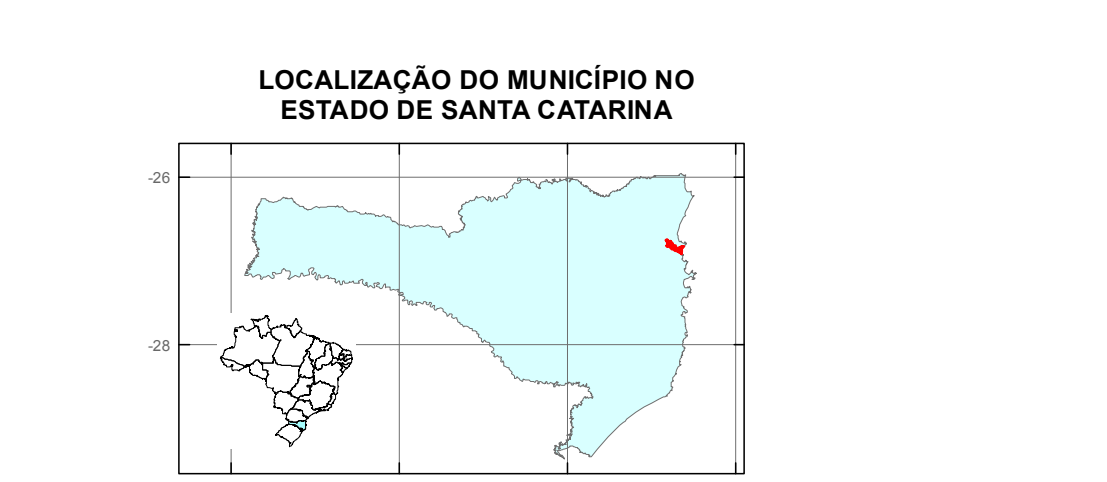 LOCALIZAÇÃO DO MUNICÍPIO NO
ESTADO DE SANTA CATARINA
-26
-28